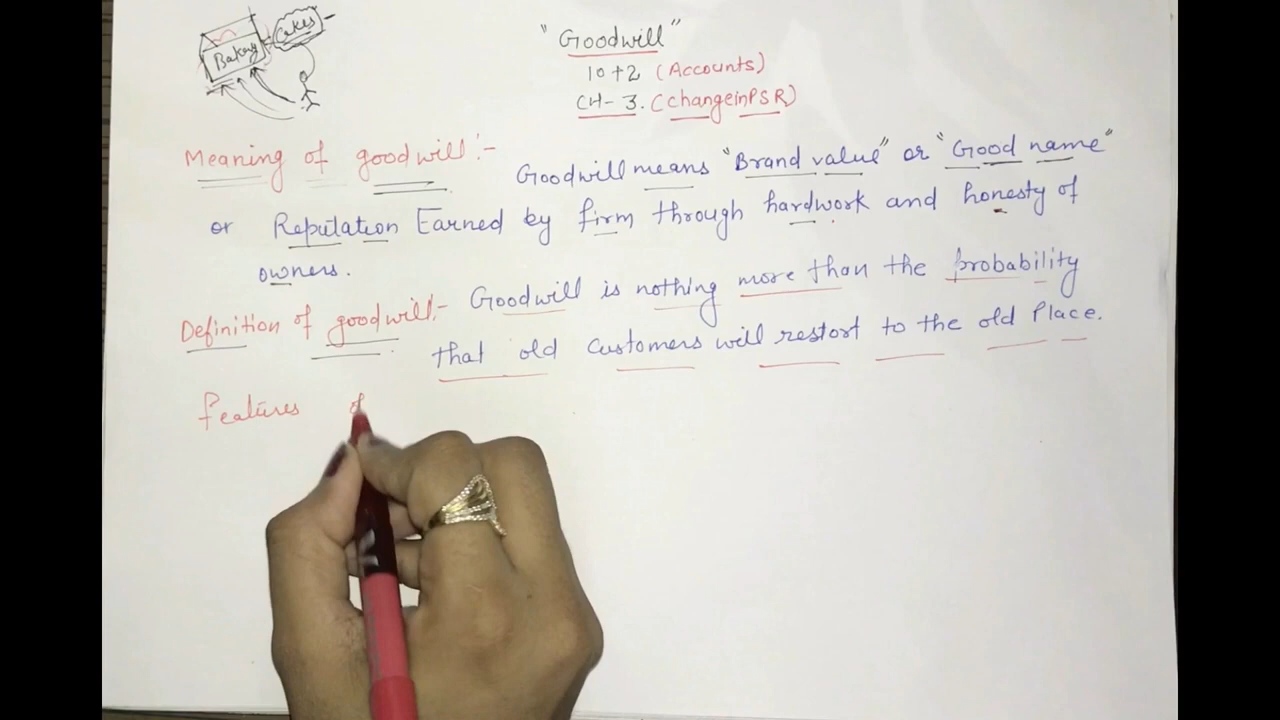 Bakery
Cakes
"Goodwill"
10+2 (Accounts)
CH-3. (Change in PSR)
Meaning of goodwill:- Goodwill means "Brand value" or "Good name"
or Reputation Earned by firm through hardwork and honesty of
owners.
Definition of goodwill:- Goodwill is nothing more than the probability
that old customers will restort to the old Place.
Features of